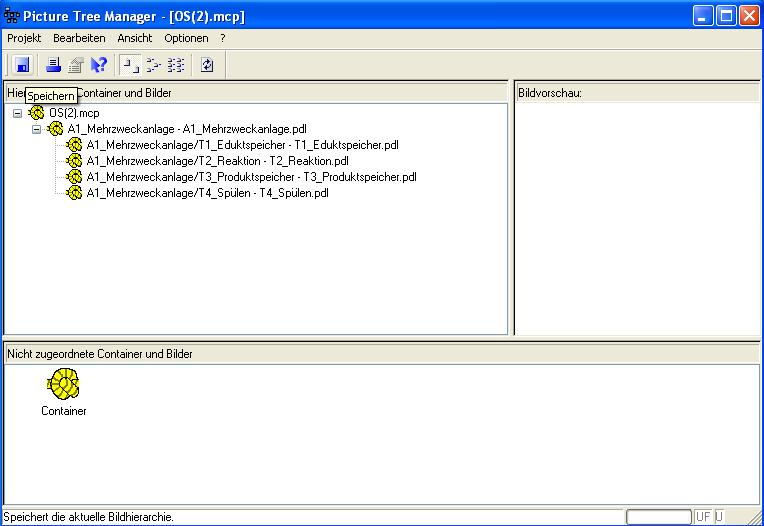 Picture Tree Manager - [OS(2).mcp]
Projekt Bearbeiten Ansicht Optionen ?
Container und Bilder
Speichern
Bildvorschau:
OS(2).mcp
A1_Mehrzweckanlage - A1_Mehrzweckanlage.pdl
A1_Mehrzweckanlage/T1_Eduktspeicher - T1_Eduktspeicher.pdl
A1_Mehrzweckanlage/T2_Reaktion - T2_Reaktion.pdl
A1_Mehrzweckanlage/T3_Produktspeicher - T3_Produktspeicher.pdl
A1_Mehrzweckanlage/T4_Spülen - T4_Spülen.pdl
Nicht zugeordnete Container und Bilder
Container
Speichert die aktuelle Bildhierarchie.
UF